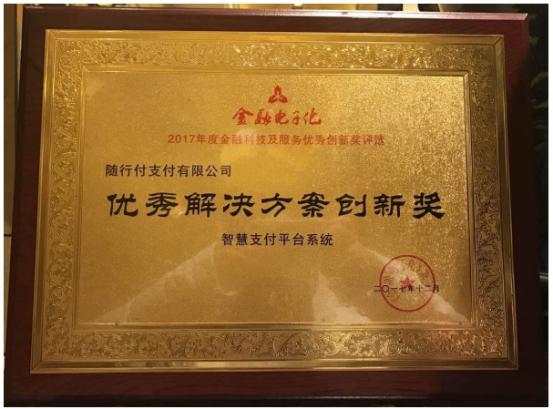 金融电子化
2017年度金融科技及服务优秀创新奖评选
随行付支付有限公司
优秀解决方案创新奖
智慧支付平台系统
二〇一七年十二月